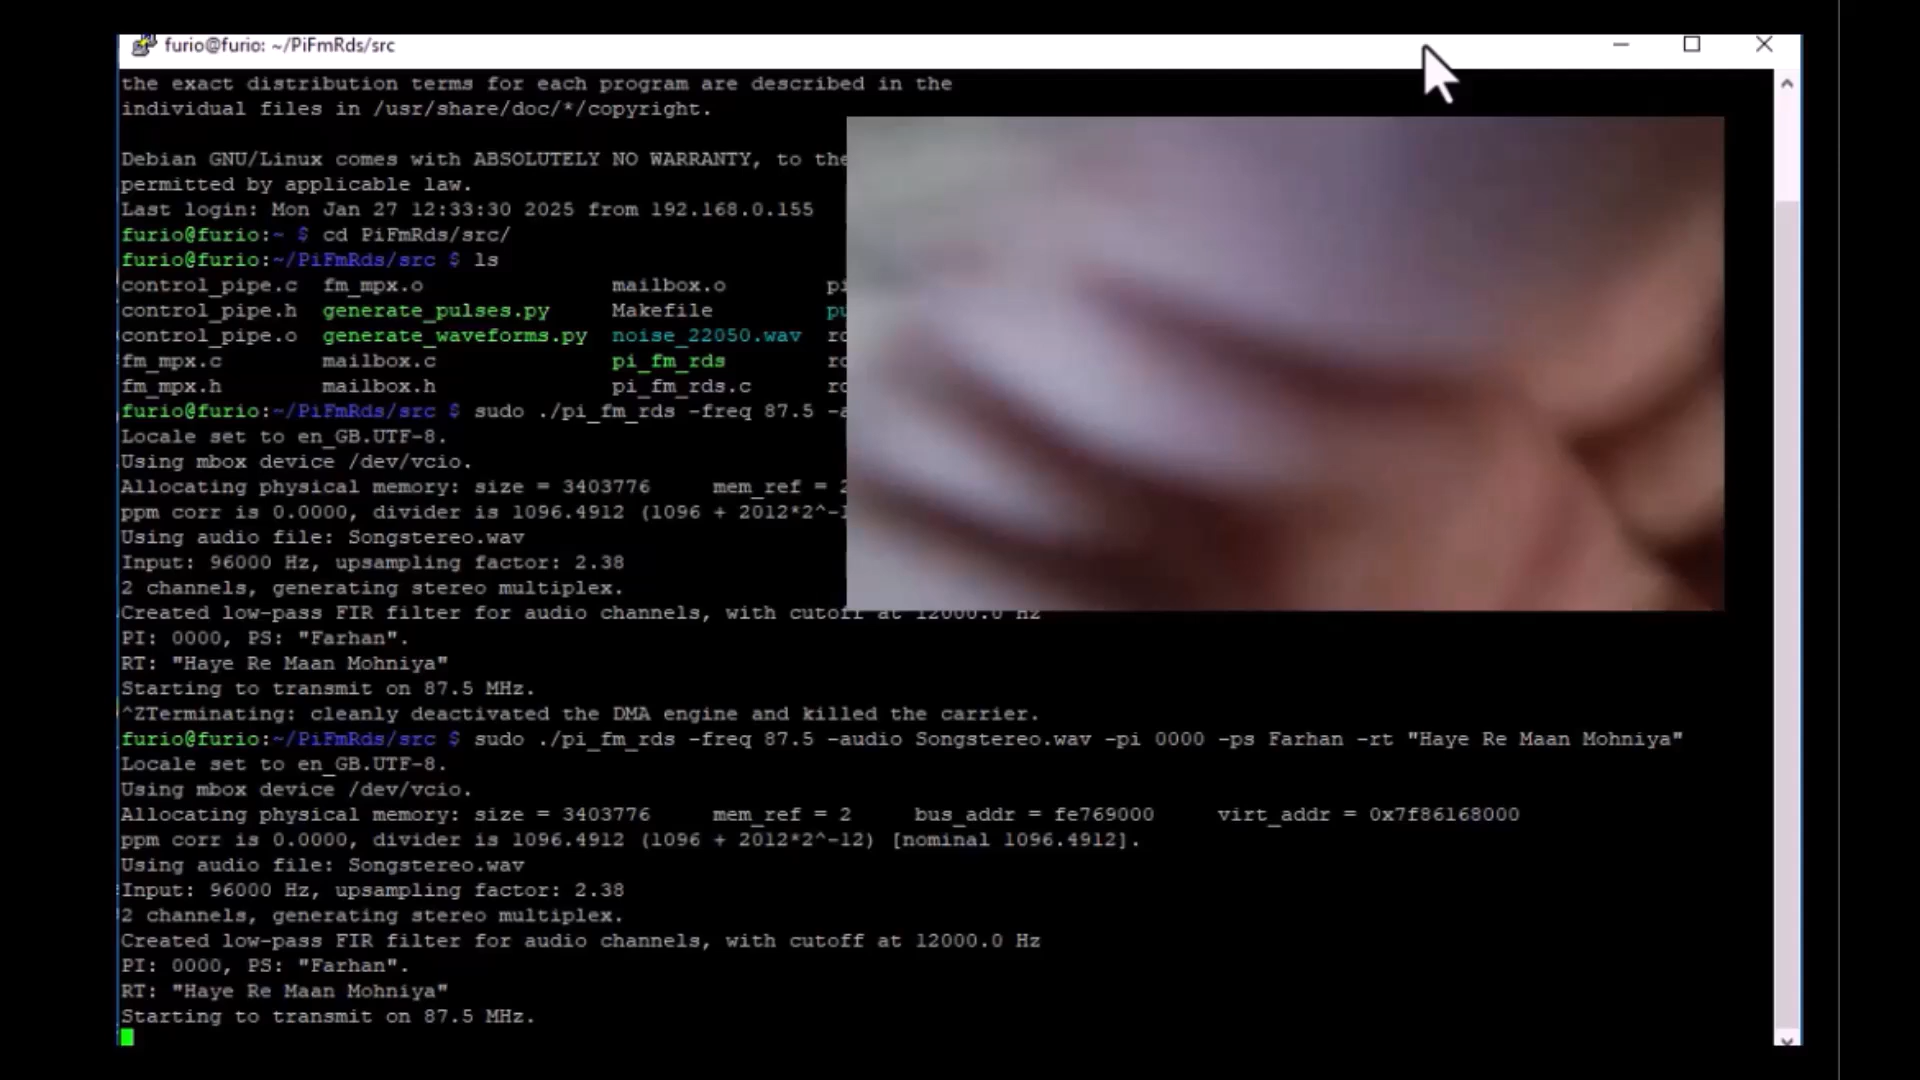 furio@furio: ~/PiFmRds/src
the exact distribution terms for each program are described in the
individual files in /usr/share/doc/*/copyright.
Debian GNU/Linux comes with ABSOLUTELY NO WARRANTY, to the
permitted by applicable law.
Last login: Mon Jan 27 12:33:30 2025 from 192.168.0.155
furio@furio:~ $ cd PiFmRds/src/
furio@furio:~/PiFmRds/src $ ls
control_pipe.c fm_mpx.o mailbox.o
control_pipe.h generate_pulses.py Makefile
control_pipe.o generate_waveforms.py noise_22050.wav
fm_mpx.c mailbox.c pi_fm_rds
fm_mpx.h mailbox.h pi_fm_rds.c
furio@furio:~/PiFmRds/src $ sudo ./pi_fm_rds -freq 87.5
Locale set to en_GB.UTF-8.
Using mbox device /dev/vcio.
Allocating physical memory: size = 3403776 mem_ref = 2
ppm corr is 0.0000, divider is 1096.4912 (1096 + 2012*2^-1
Using audio file: Songstereo.wav
Input: 96000 Hz, upsampling factor: 2.38
2 channels, generating stereo multiplex.
Created low-pass FIR filter for audio channels, with cutoff at 12000.0 Hz
PI: 0000, PS: "Farhan".
RT: "Haye Re Maan Mohniya"
Starting to transmit on 87.5 MHz.
^ZTerminating: cleanly deactivated the DMA engine and killed the carrier.
furio@furio:~/PiFmRds/src $ sudo ./pi_fm_rds -freq 87.5 -audio Songstereo.wav -pi 0000 -ps Farhan -rt "Haye Re Maan Mohniya"
Locale set to en_GB.UTF-8.
Using mbox device /dev/vcio.
Allocating physical memory: size = 3403776 mem_ref = 2 bus_addr = fe769000 virt_addr = 0x7f86168000
ppm corr is 0.0000, divider is 1096.4912 (1096 + 2012*2^-12) [nominal 1096.4912].
Using audio file: Songstereo.wav
Input: 96000 Hz, upsampling factor: 2.38
2 channels, generating stereo multiplex.
Created low-pass FIR filter for audio channels, with cutoff at 12000.0 Hz
PI: 0000, PS: "Farhan".
RT: "Haye Re Maan Mohniya"
Starting to transmit on 87.5 MHz.